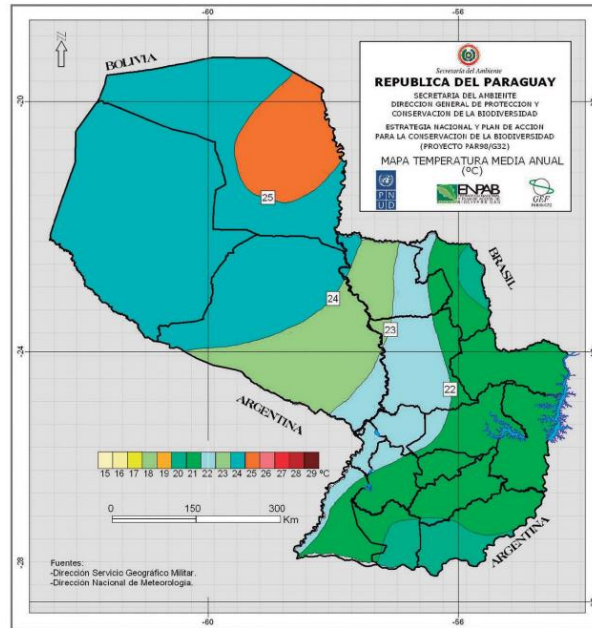 -60
-56
N
BOLIVIA
-20
Secretaría del Ambiente
REPUBLICA DEL PARAGUAY
SECRETARIA DEL AMBIENTE
DIRECCION GENERAL DE PROTECCION Y
CONSERVACION DE LA BIODIVERSIDAD
ESTRATEGIA NACIONAL Y PLAN DE ACCION
PARA LA CONSERVACION DE LA BIODIVERSIDAD
(PROYECTO PAR98/G32)
MAPA TEMPERATURA MEDIA ANUAL
(ºC)
P N
U D
ENPAB
GEF
25
BRASIL
24
23
-24
-24
22
ARGENTINA
15 16 17 18 19 20 21 22 23 24 25 26 27 28 29 ºC
0 150 300
Km
ARGENTINA
-28
Fuentes:
-Dirección Servicio Geográfico Militar.
-Dirección Nacional de Meteorología.
-60
-56